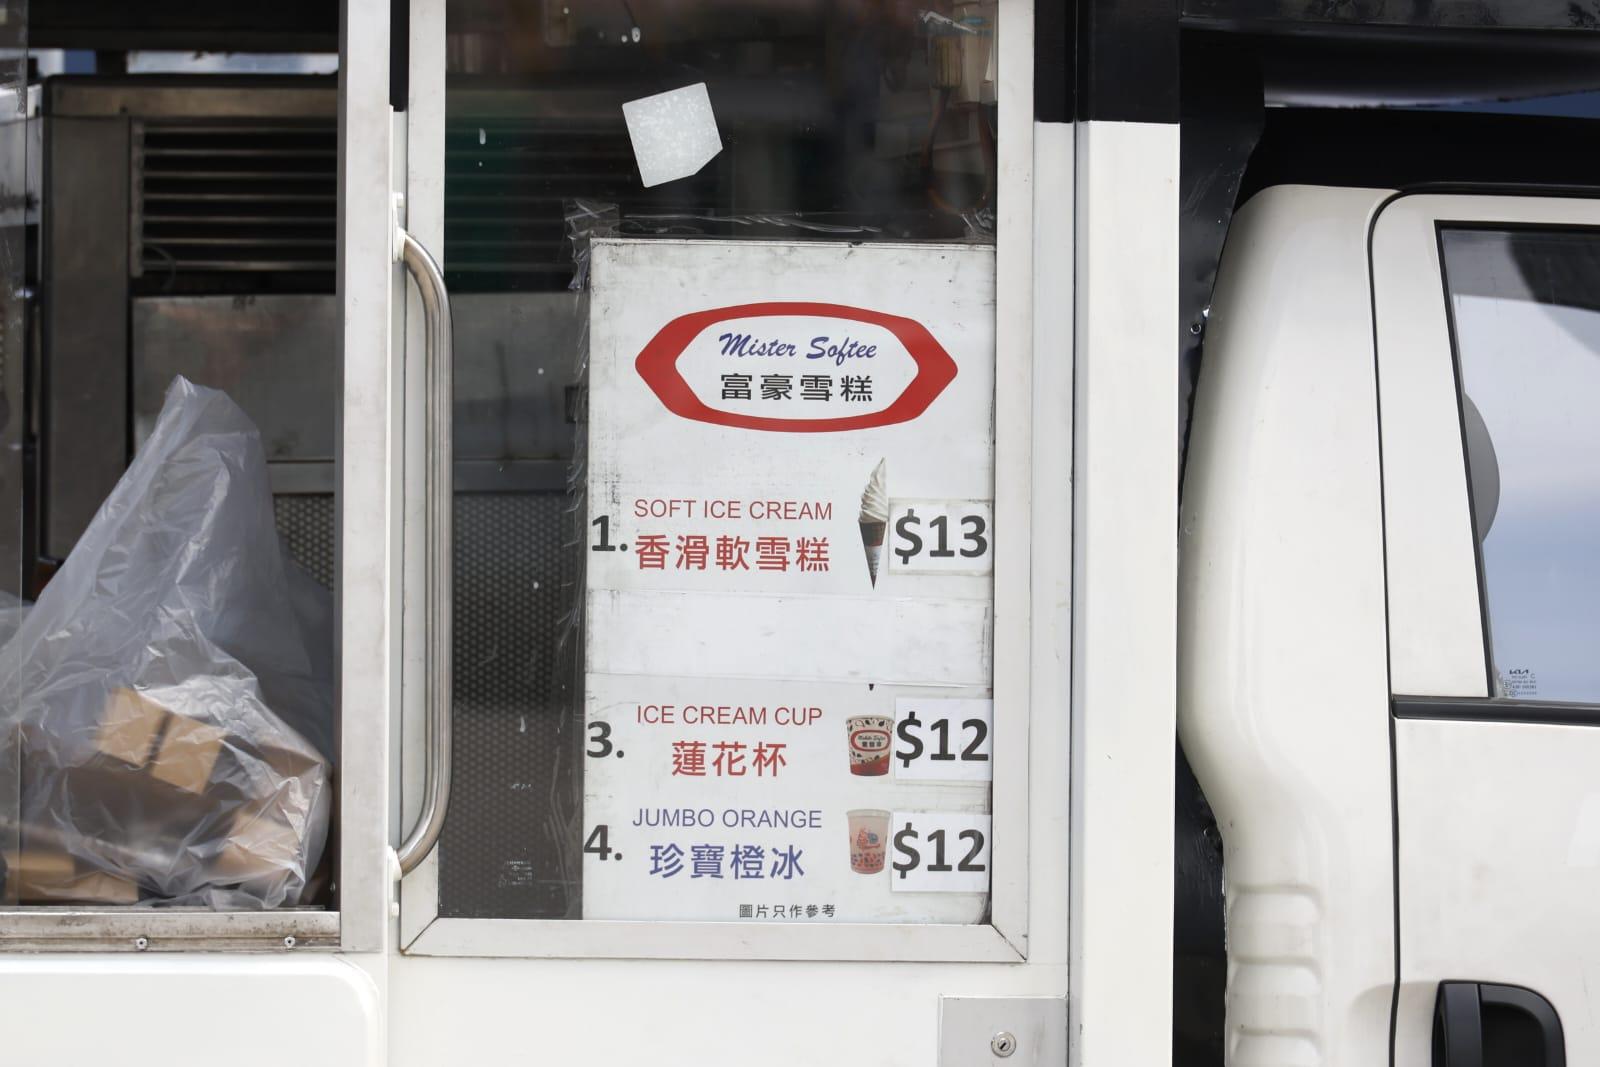 Mister Softee
富豪雪糕
1. SOFT ICE CREAM
香滑軟雪糕
$13
3. ICE CREAM CUP
蓮花杯
$12
4. JUMBO ORANGE
珍寶橙冰
$12
圖片只作參考
KIA